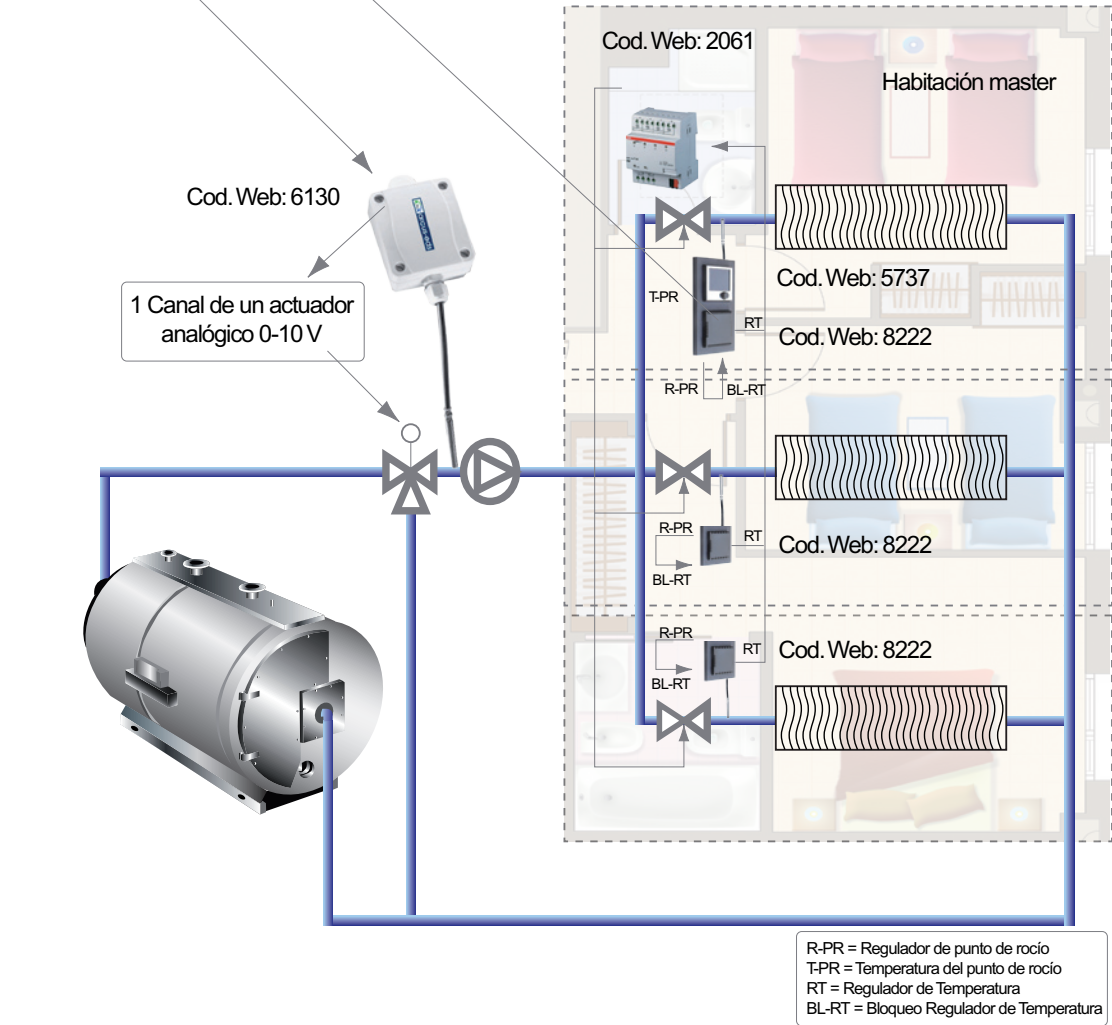 Cod. Web: 2061
Habitación master
Cod. Web: 6130
1 Canal de un actuador
analógico 0-10 V
Cod. Web: 5737
T-PR
RT
Cod. Web: 8222
R-PR
BL-RT
R-PR
RT
Cod. Web: 8222
BL-RT
R-PR
RT
Cod. Web: 8222
BL-RT
R-PR = Regulador de punto de rocío
T-PR = Temperatura del punto de rocío
RT = Regulador de Temperatura
BL-RT = Bloqueo Regulador de Temperatura